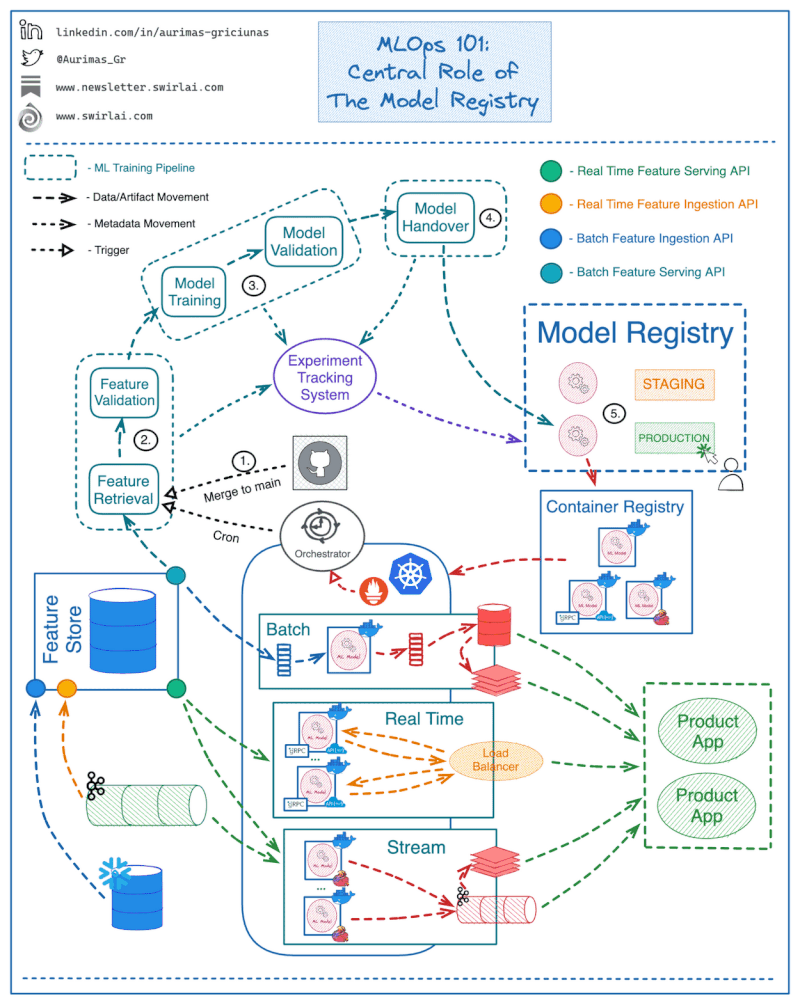 linkedin.com/in/aurimas-griciunas
@Aurimas_Gr
www.newsletter.swirlai.com
www.swirlai.com
MLOps 101:
Central Role of
The Model Registry
- ML Training Pipeline
- Data/Artifact Movement
- Metadata Movement
- Trigger
- Real Time Feature Serving API
- Real Time Feature Ingestion API
- Batch Feature Ingestion API
- Batch Feature Serving API
Model
Handover
4.
Model
Validation
Model
Training
3.
Model Registry
STAGING
5.
PRODUCTION
Experiment
Tracking
System
Feature
Validation
2.
Feature
Retrieval
1.
Merge to main
Cron
Orchestrator
Container Registry
ML Model
ML Model
gRPC
ML Model
Feature
Store
Batch
ML Model
Real Time
ML Model
gRPC
...
ML Model
gRPC
Load
Balancer
Product
App
Product
App
Stream
ML Model
...
ML Model